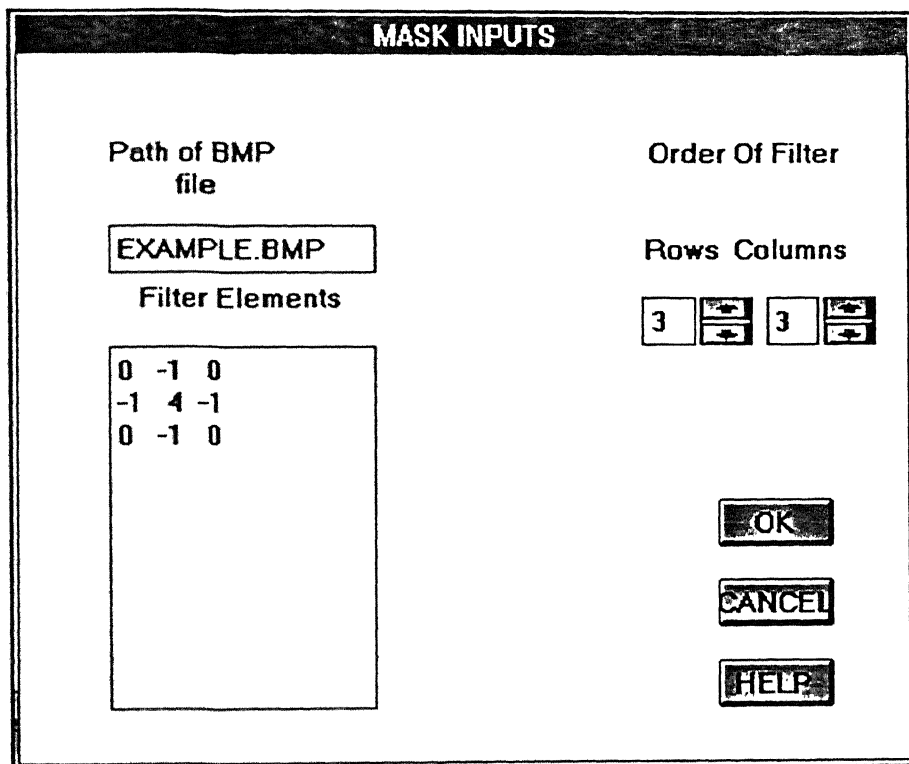 MASK INPUTS
Path of BMP
file
Order Of Filter
EXAMPLE.BMP
Rows Columns
Filter Elements
3 3
0 -1 0
-1 4 -1
0 -1 0
OK
CANCEL
HELP